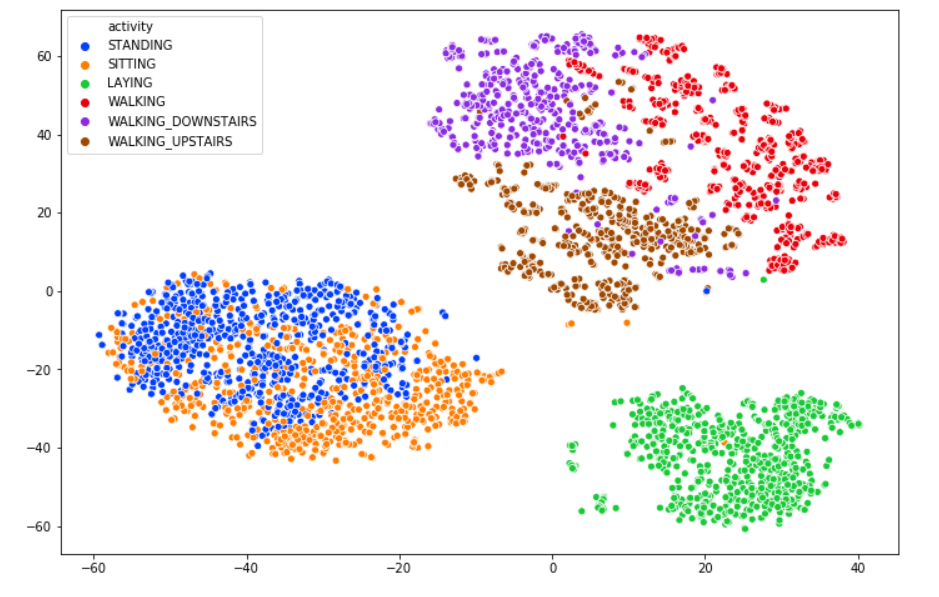 activity
STANDING
SITTING
LAYING
WALKING
WALKING_DOWNSTAIRS
WALKING_UPSTAIRS
60
40
20
0
−20
−40
−60
−60
−40
−20
0
20
40